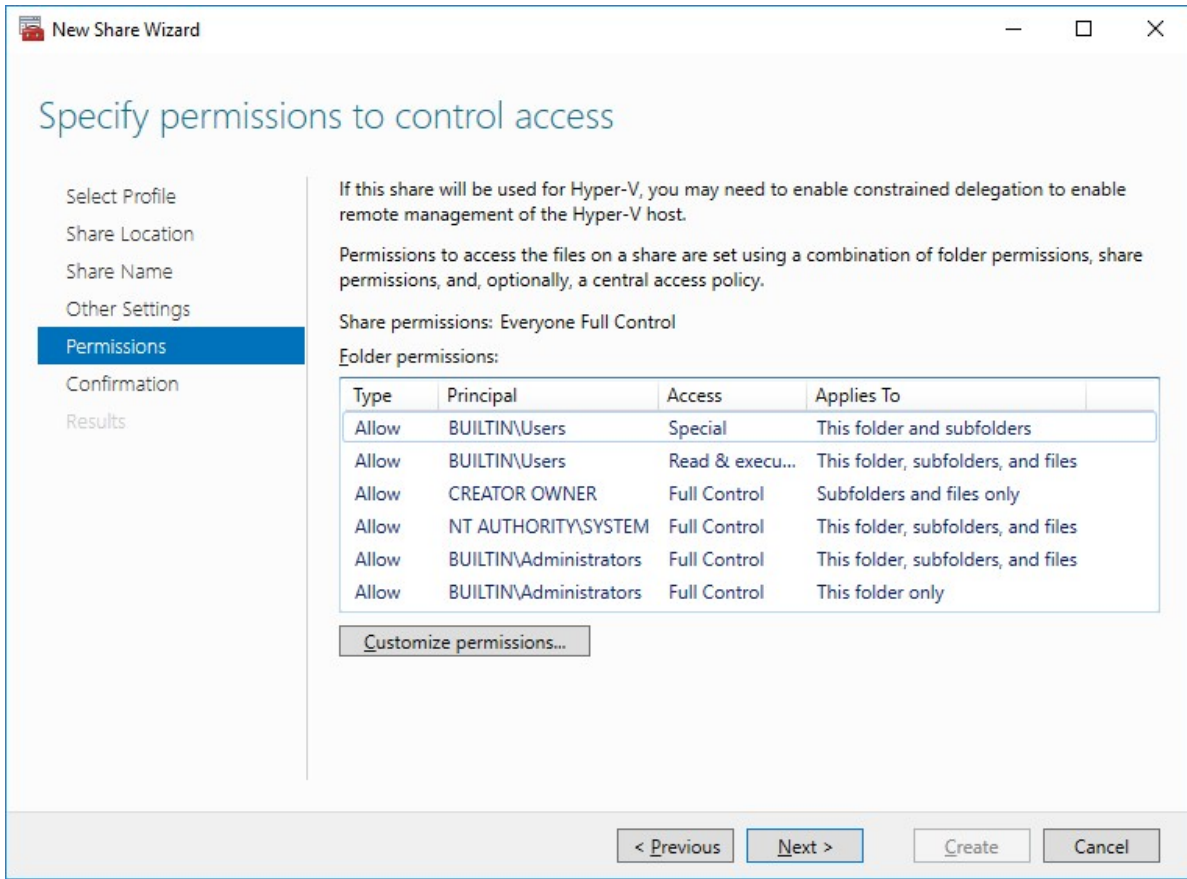 New Share Wizard
Specify permissions to control access
Select Profile
Share Location
Share Name
Other Settings
Permissions
Confirmation
Results
If this share will be used for Hyper-V, you may need to enable constrained delegation to enable
remote management of the Hyper-V host.
Permissions to access the files on a share are set using a combination of folder permissions, share
permissions, and, optionally, a central access policy.
Share permissions: Everyone Full Control
Folder permissions:
Type Principal Access Applies To
Allow BUILTIN\Users Special This folder and subfolders
Allow BUILTIN\Users Read & execu... This folder, subfolders, and files
Allow CREATOR OWNER Full Control Subfolders and files only
Allow NT AUTHORITY\SYSTEM Full Control This folder, subfolders, and files
Allow BUILTIN\Administrators Full Control This folder, subfolders, and files
Allow BUILTIN\Administrators Full Control This folder only
Customize permissions...
< Previous Next > Create Cancel